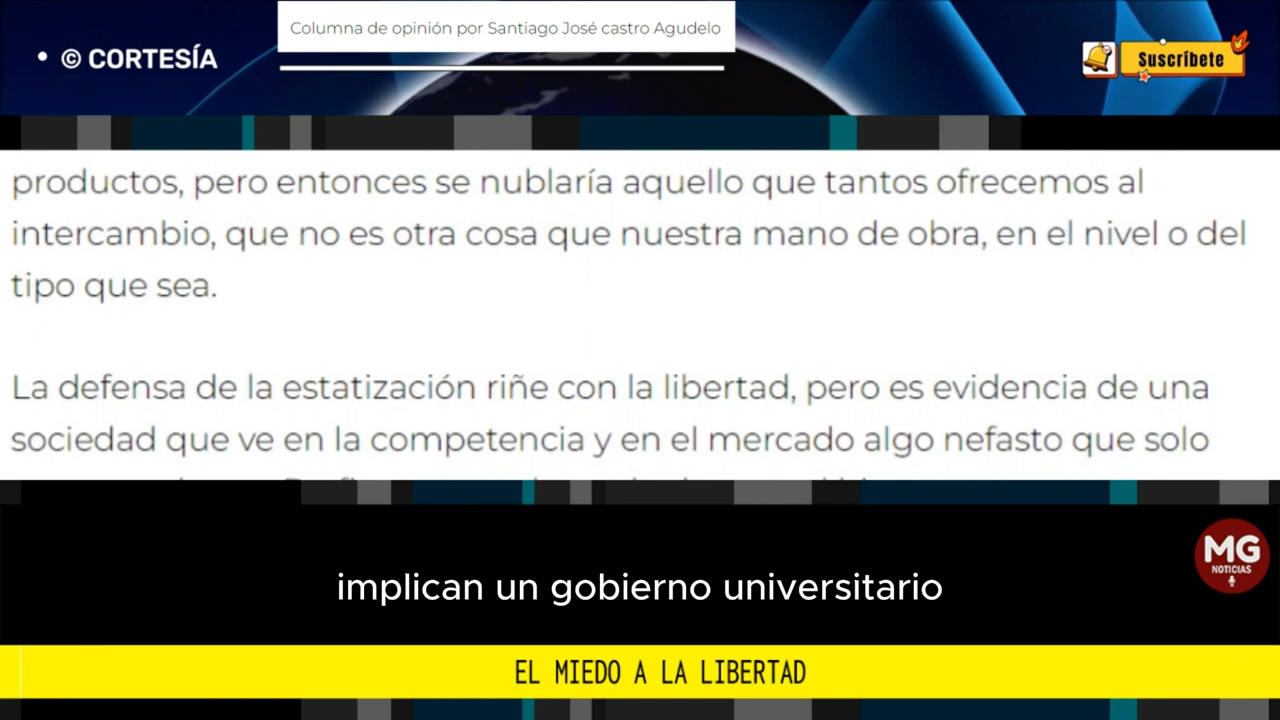 Columna de opinión por Santiago José castro Agudelo
• © CORTESÍA
Suscríbete
productos, pero entonces se nublaría aquello que tantos ofrecemos al
intercambio, que no es otra cosa que nuestra mano de obra, en el nivel o del
tipo que sea.
La defensa de la estatización riñe con la libertad, pero es evidencia de una
sociedad que ve en la competencia y en el mercado algo nefasto que solo
MG
NOTICIAS
implican un gobierno universitario
EL MIEDO A LA LIBERTAD